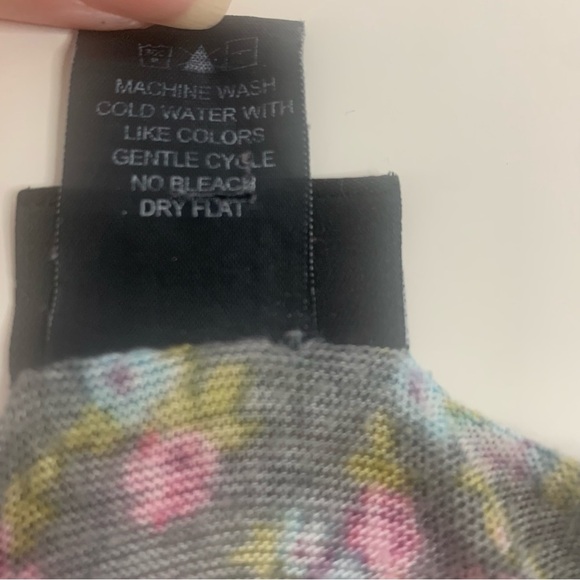 MACHINE WASH
COLD WATER WITH
LIKE COLORS
GENTLE CYCLE
NO BLEACH
DRY FLAT